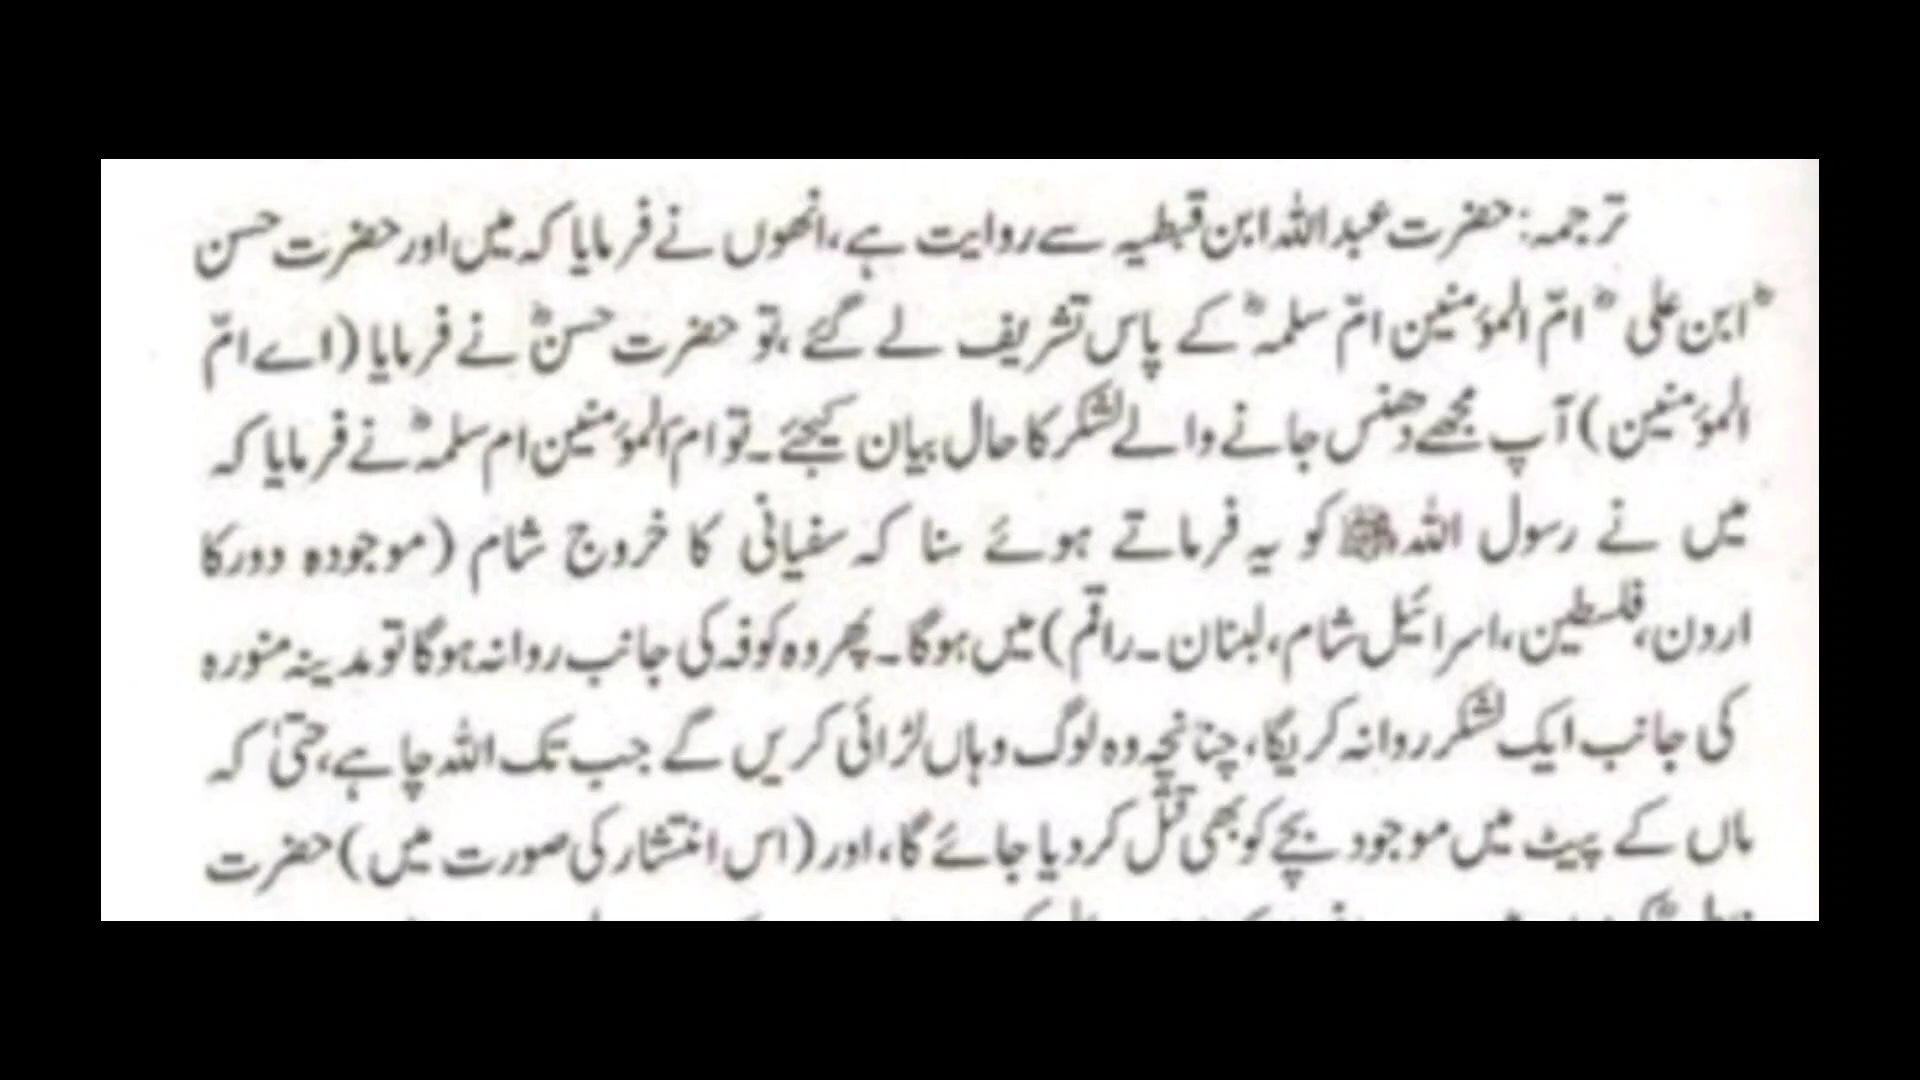 ترجمہ: حضرت عبداللہ ابن قبطیہ سے روایت ہے، انھوں نے فرمایا کہ میں اور حضرت حسن
ؓ ابن علی ؓ امّ المؤمنین امّ سلمہ ؓ کے پاس تشریف لے گئے، تو حضرت حسنؓ نے فرمایا (اے امّ
المؤمنین) آپ مجھے دھنس جانے والے لشکر کا حال بیان کیجئے۔ تو ام المؤمنین ام سلمہؓ نے فرمایا کہ
میں نے رسول اللہ ﷺ کو یہ فرماتے ہوئے سنا کہ سفیانی کا خروج شام (موجودہ دور کا
اردن، فلسطین، اسرائیل شام، لبنان۔ راقم) میں ہوگا۔ پھر وہ کوفہ کی جانب روانہ ہوگا تو مدینہ منورہ
کی جانب ایک لشکر روانہ کریگا، چنانچہ وہ لوگ وہاں لڑائی کریں گے جب تک اللہ چاہے، حتیٰ کہ
ماں کے پیٹ میں موجود بچے کو بھی قتل کر دیا جائے گا، اور (اس انتشار کی صورت میں) حضرت